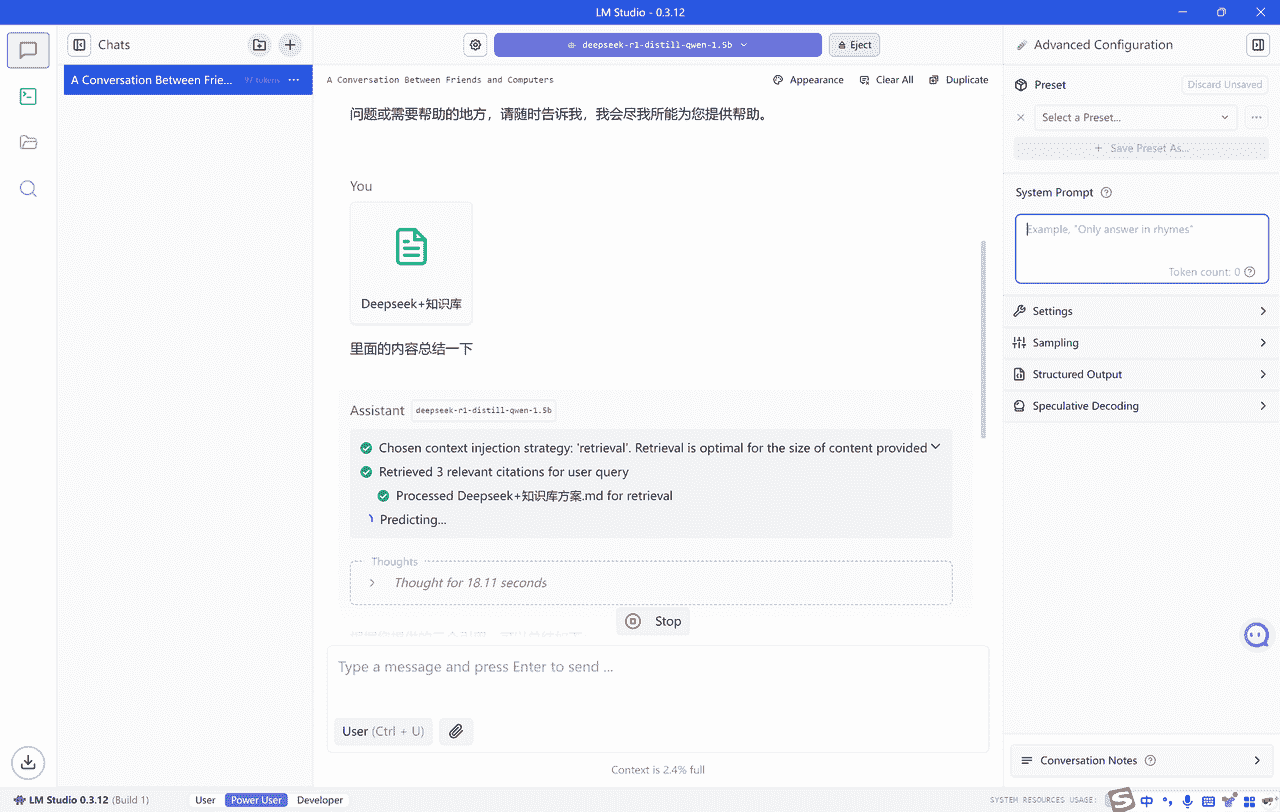 LM Studio - 0.3.12
Chats
deepseek-r1-distill-qwen-1.5b
Eject
Advanced Configuration
A Conversation Between Frie...
97 tokens
A Conversation Between Friends and Computers
Appearance
Clear All
Duplicate
Preset
Discard Unsaved
Select a Preset...
+ Save Preset As...
问题或需要帮助的地方，请随时告诉我，我会尽我所能为您提供帮助。
You
Deepseek+知识库
里面的内容总结一下
System Prompt
Example, "Only answer in rhymes"
Token count: 0
Settings
Sampling
Structured Output
Speculative Decoding
Assistant
deepseek-r1-distill-qwen-1.5b
Chosen context injection strategy: 'retrieval'. Retrieval is optimal for the size of content provided
Retrieved 3 relevant citations for user query
Processed Deepseek+知识库方案.md for retrieval
Predicting...
Thoughts
Thought for 18.11 seconds
Stop
Type a message and press Enter to send ...
User (Ctrl + U)
Context is 2.4% full
Conversation Notes
LM Studio 0.3.12 (Build 1)
User
Power User
Developer
SYSTEM RESOURCES USAGE:
中